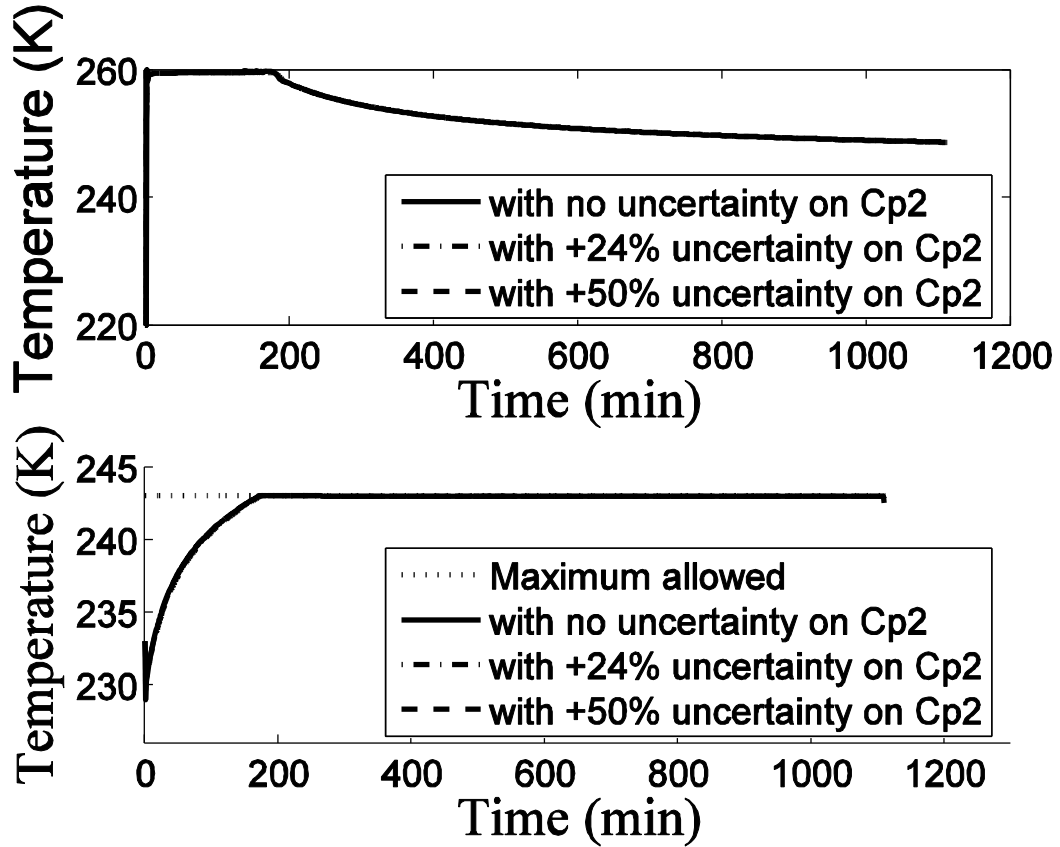 Temperature (K)
260
240
220
with no uncertainty on Cp2
with +24% uncertainty on Cp2
with +50% uncertainty on Cp2
0 200 400 600 800 1000 1200
Time (min)
Temperature (K)
245
240
235
230
Maximum allowed
with no uncertainty on Cp2
with +24% uncertainty on Cp2
with +50% uncertainty on Cp2
0 200 400 600 800 1000 1200
Time (min)